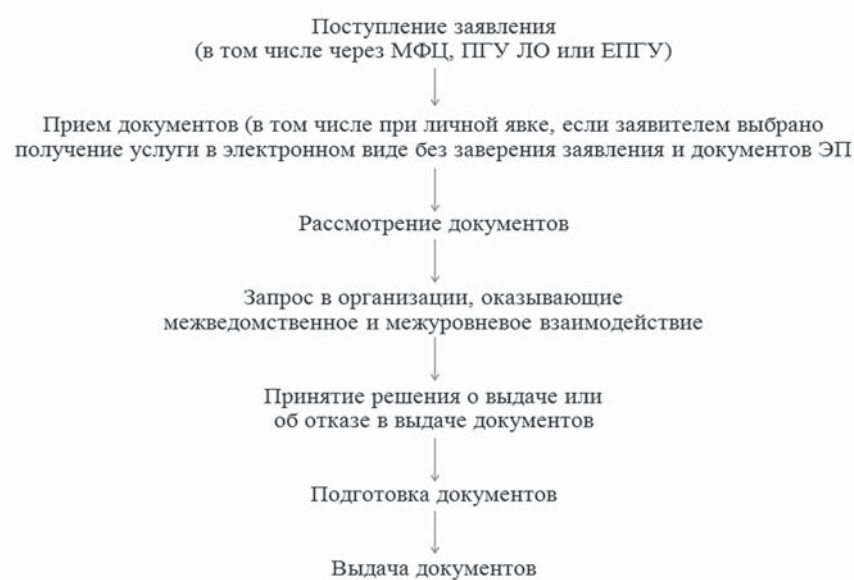 Поступление заявления
(в том числе через МФЦ, ПГУ ЛО или ЕПГУ)
Прием документов (в том числе при личной явке, если заявителем выбрано
получение услуги в электронном виде без заверения заявления и документов ЭП
Рассмотрение документов
Запрос в организации, оказывающие
межведомственное и межуровневое взаимодействие
Принятие решения о выдаче или
об отказе в выдаче документов
Подготовка документов
Выдача документов